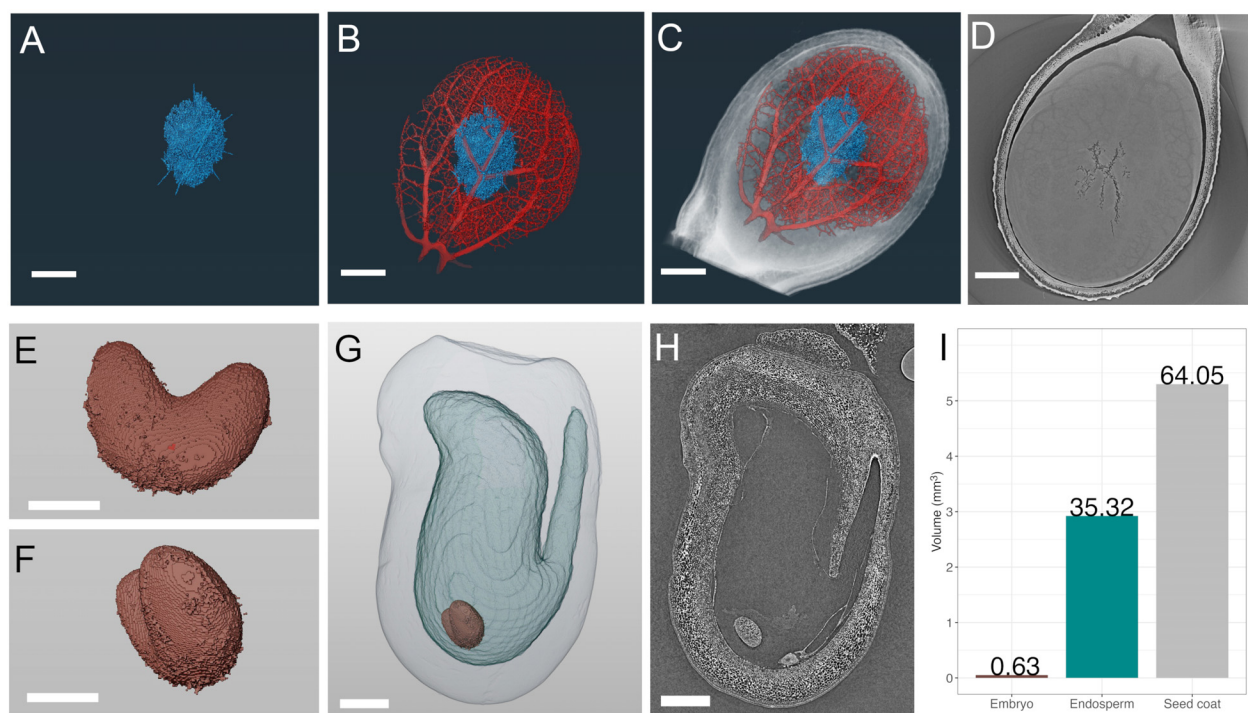 A
B
C
D
E
F
G
H
I
Volume (mm³)
5
4
3
2
1
0
0.63
35.32
64.05
Embryo
Endosperm
Seed coat